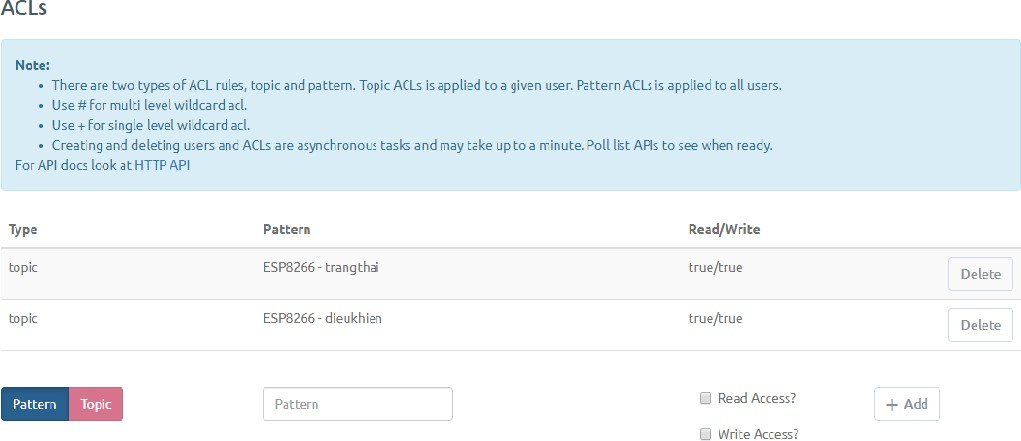 ACLs
Note:
There are two types of ACL rules, topic and pattern. Topic ACLs is applied to a given user. Pattern ACLs is applied to all users.
Use # for multi level wildcard acl.
Use + for single level wildcard acl.
Creating and deleting users and ACLs are asynchronous tasks and may take up to a minute. Poll list APIs to see when ready.
For API docs look at HTTP API
Type Pattern Read/Write
topic ESP8266 - trangthai true/true Delete
topic ESP8266 - dieukhien true/true Delete
Pattern Topic Pattern Read Access? + Add
Write Access?